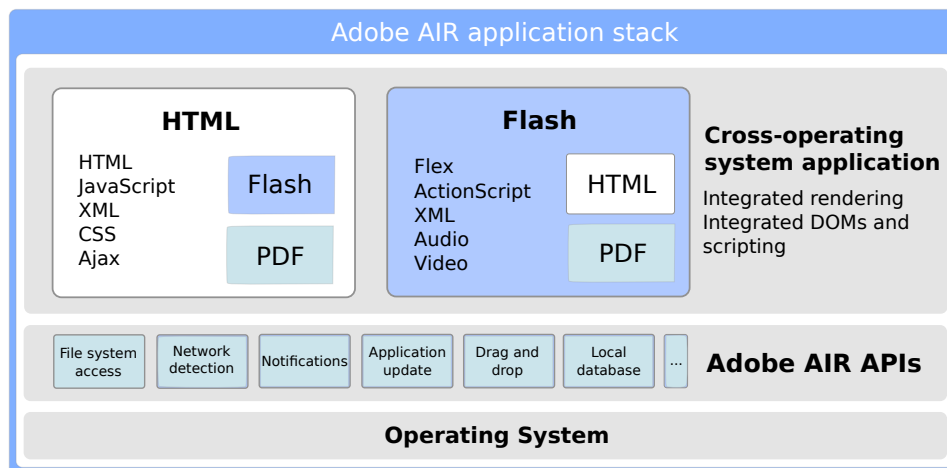 Adobe AIR application stack
HTML
HTML
JavaScript
XML
CSS
Ajax
Flash
PDF
Flash
Flex
ActionScript
XML
Audio
Video
HTML
PDF
Cross-operating
system application
Integrated rendering
Integrated DOMs and
scripting
File system
access
Network
detection
Notifications
Application
update
Drag and
drop
Local
database
...
Adobe AIR APIs
Operating System